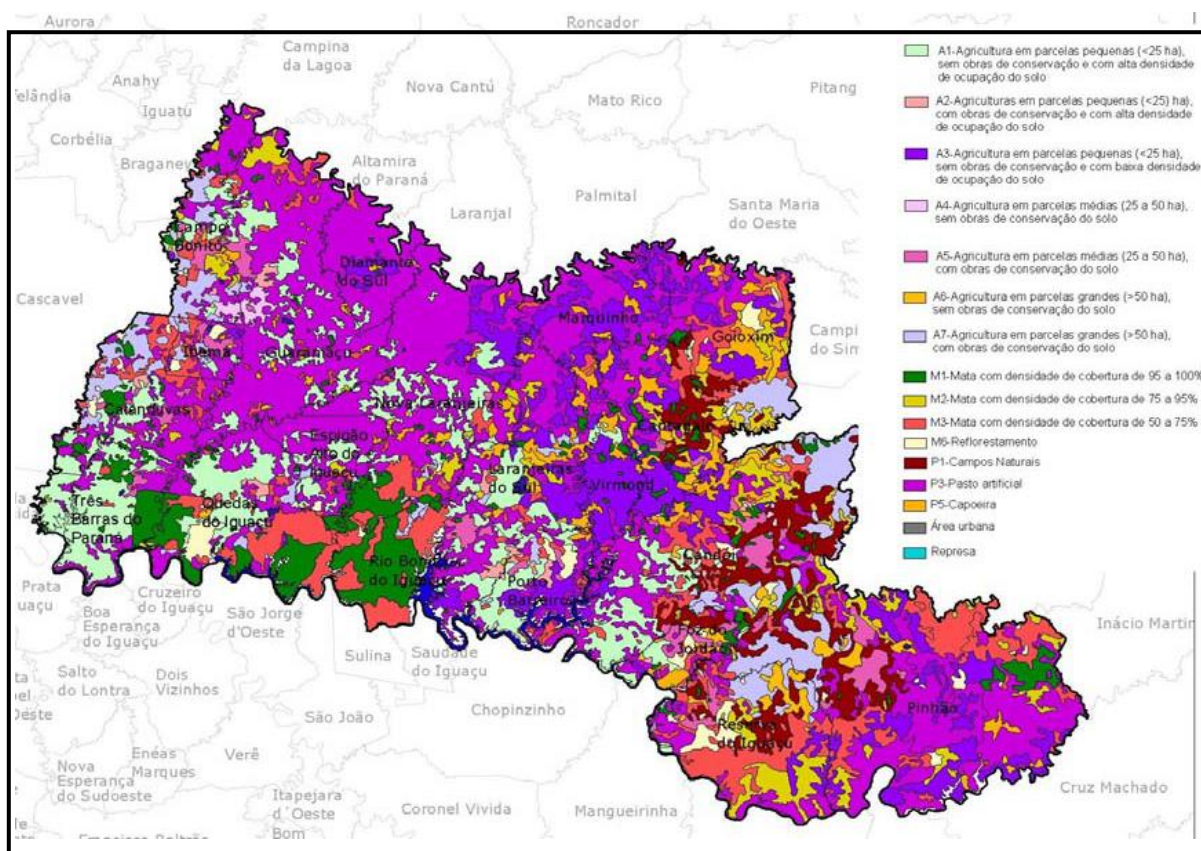 Aurora
Roncador
Campina
da Lagoa
Anahy
Nova Cantú
Mato Rico
Pitang
Iguatu
Corbélia
Braganey
Altamira
do Paraná
Palmital
Laranjal
Santa Maria
do Oeste
Campo
Bonito
Diamante
do Sul
Cascavel
Marquinho
Goioxim
Campi
do Sim
Ibema
Guaraniaçu
Catanduvas
Nova Laranjeiras
Espigão
Alto do
Iguaçu
Laranjeiras
do Sul
Virmond
Três
Barras do
Paraná
Quedas
do Iguaçu
Rio Bonito
do Iguaçu
Porto
Barreiro
Candói
Foz do
Jordão
Pinhão
Reserva
do Iguaçu
Inácio Martin
Prata
uaçu
Cruzeiro
do Iguaçu
Boa
Esperança
do Iguaçu
São Jorge
d'Oeste
Sulina
Saudade
do Iguaçu
Salto
do Lontra
Dois
Vizinhos
São João
Chopinzinho
Oeste
Enéas
Marques
Verê
Nova
Esperança
do Sudoeste
Itapejara
d'Oeste
Bom
Coronel Vivida
Mangueirinha
Cruz Machado
A1-Agricultura em parcelas pequenas (<25 ha),
sem obras de conservação e com alta densidade
de ocupação do solo
A2-Agriculturas em parcelas pequenas (<25) ha),
com obras de conservação e com alta densidade
de ocupação do solo
A3-Agricultura em parcelas pequenas (<25 ha),
sem obras de conservação e com baixa densidade
de ocupação do solo
A4-Agricultura em parcelas médias (25 a 50 ha),
sem obras de conservação do solo
A5-Agricultura em parcelas médias (25 a 50 ha),
com obras de conservação do solo
A6-Agricultura em parcelas grandes (>50 ha),
sem obras de conservação do solo
A7-Agricultura em parcelas grandes (>50 ha),
com obras de conservação do solo
M1-Mata com densidade de cobertura de 95 a 100%
M2-Mata com densidade de cobertura de 75 a 95%
M3-Mata com densidade de cobertura de 50 a 75%
M6-Reflorestamento
P1-Campos Naturais
P3-Pasto artificial
P5-Capoeira
Área urbana
Represa